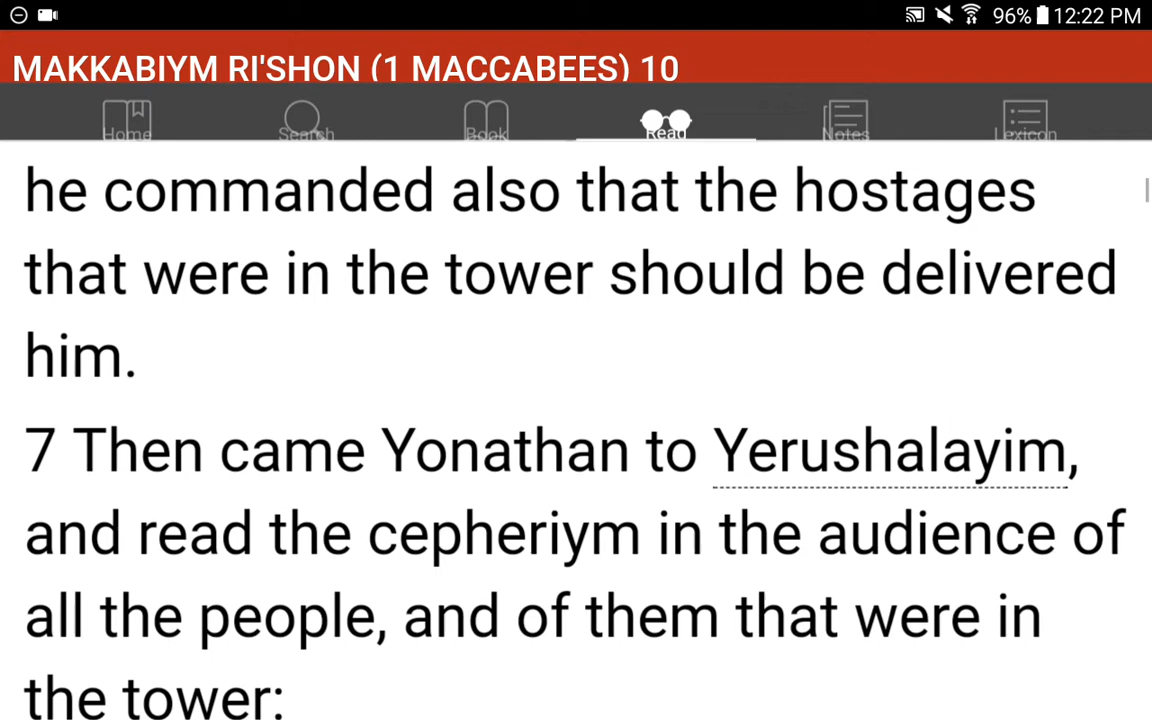 96% 12:22 PM
MAKKABIYM RI'SHON (1 MACCABEES) 10
Home Search Book Read Notes Lexicon
he commanded also that the hostages
that were in the tower should be delivered
him.
7 Then came Yonathan to Yerushalayim,
and read the cepheriym in the audience of
all the people, and of them that were in
the tower: